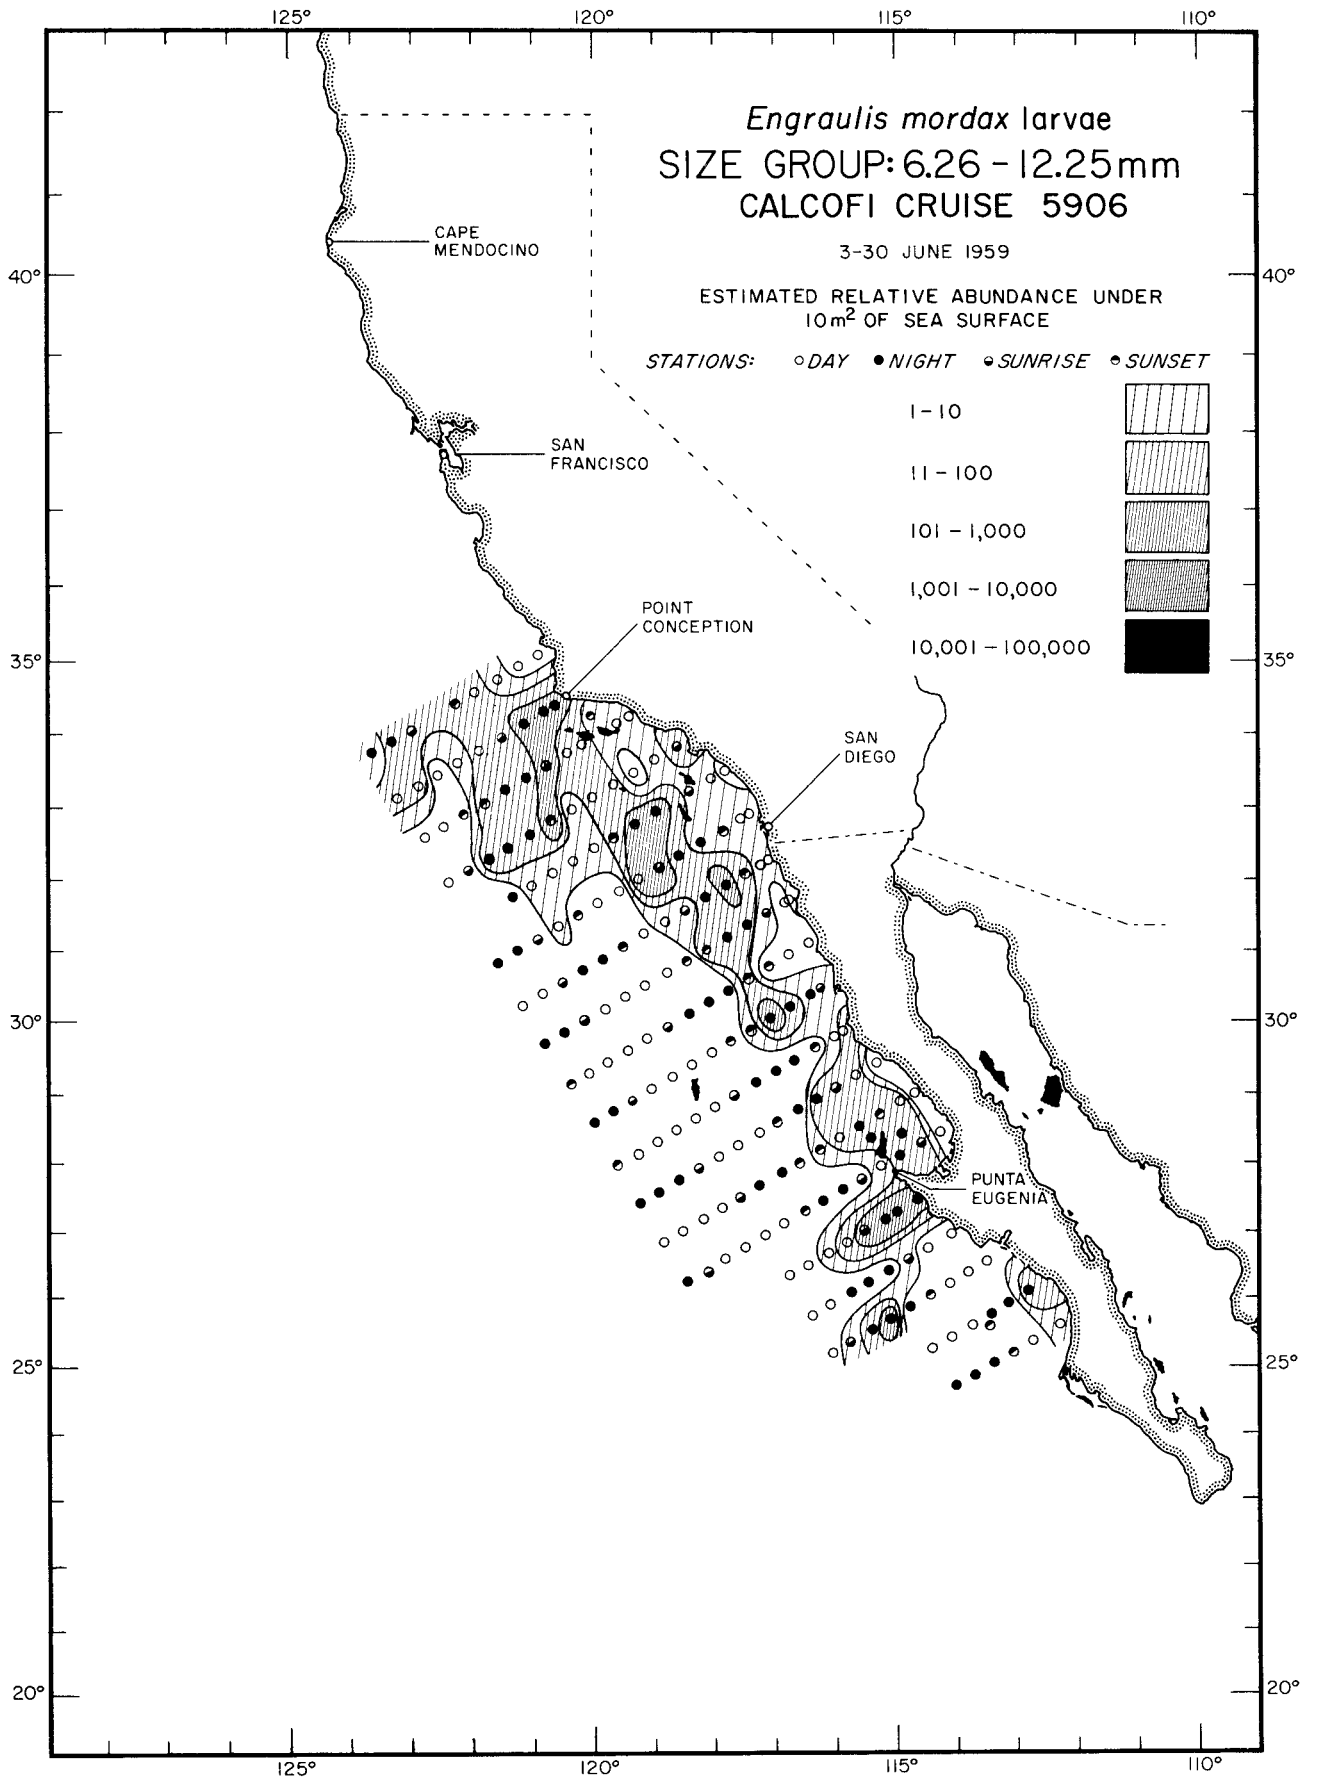 125° 120° 115° 110°
Engraulis mordax larvae
SIZE GROUP: 6.26 - 12.25mm
CALCOFI CRUISE 5906
3-30 JUNE 1959
ESTIMATED RELATIVE ABUNDANCE UNDER
10m² OF SEA SURFACE
STATIONS: DAY NIGHT SUNRISE SUNSET
1-10
11-100
101-1,000
1,001-10,000
10,001-100,000
CAPE
MENDOCINO
40° 40°
SAN
FRANCISCO
POINT
CONCEPTION
35° 35°
SAN
DIEGO
30° 30°
PUNTA
EUGENIA
25° 25°
20° 20°
125° 120° 115° 110°